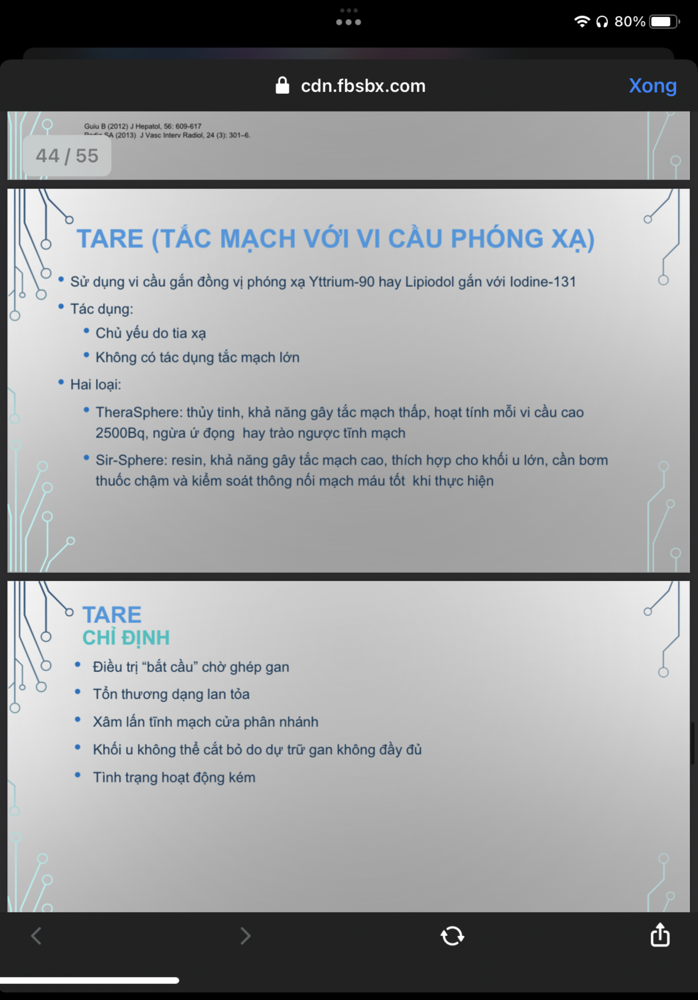 80%
cdn.fbsbx.com
Xong
Guiu B (2012) J Hepatol, 56: 609-617
SA (2013) J Vasc Interv Radiol, 24 (3): 301–6.
44 / 55
TARE (TẮC MẠCH VỚI VI CẦU PHÓNG XẠ)
• Sử dụng vi cầu gắn đồng vị phóng xạ Yttrium-90 hay Lipiodol gắn với Iodine-131
• Tác dụng:
• Chủ yếu do tia xạ
• Không có tác dụng tắc mạch lớn
• Hai loại:
• TheraSphere: thủy tinh, khả năng gây tắc mạch thấp, hoạt tính mỗi vi cầu cao
2500Bq, ngừa ứ đọng hay trào ngược tĩnh mạch
• Sir-Sphere: resin, khả năng gây tắc mạch cao, thích hợp cho khối u lớn, cần bơm
thuốc chậm và kiểm soát thông nối mạch máu tốt khi thực hiện
TARE
CHỈ ĐỊNH
• Điều trị “bắt cầu” chờ ghép gan
• Tổn thương dạng lan tỏa
• Xâm lấn tĩnh mạch cửa phân nhánh
• Khối u không thể cắt bỏ do dự trữ gan không đầy đủ
• Tình trạng hoạt động kém